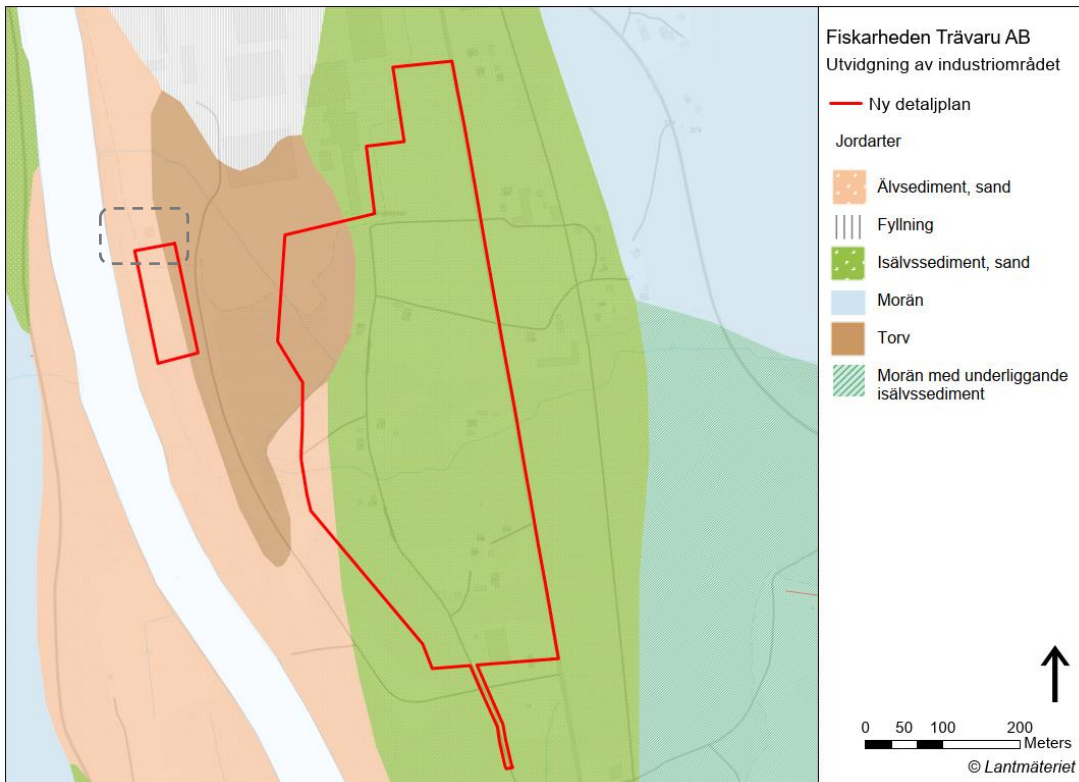 Fiskarheden Trävaru AB
Utvidgning av industriområdet
Ny detaljplan
Jordarter
Älvsediment, sand
Fyllning
Isälvssediment, sand
Morän
Torv
Morän med underliggande
isälvssediment
0 50 100 200
Meters
© Lantmäteriet